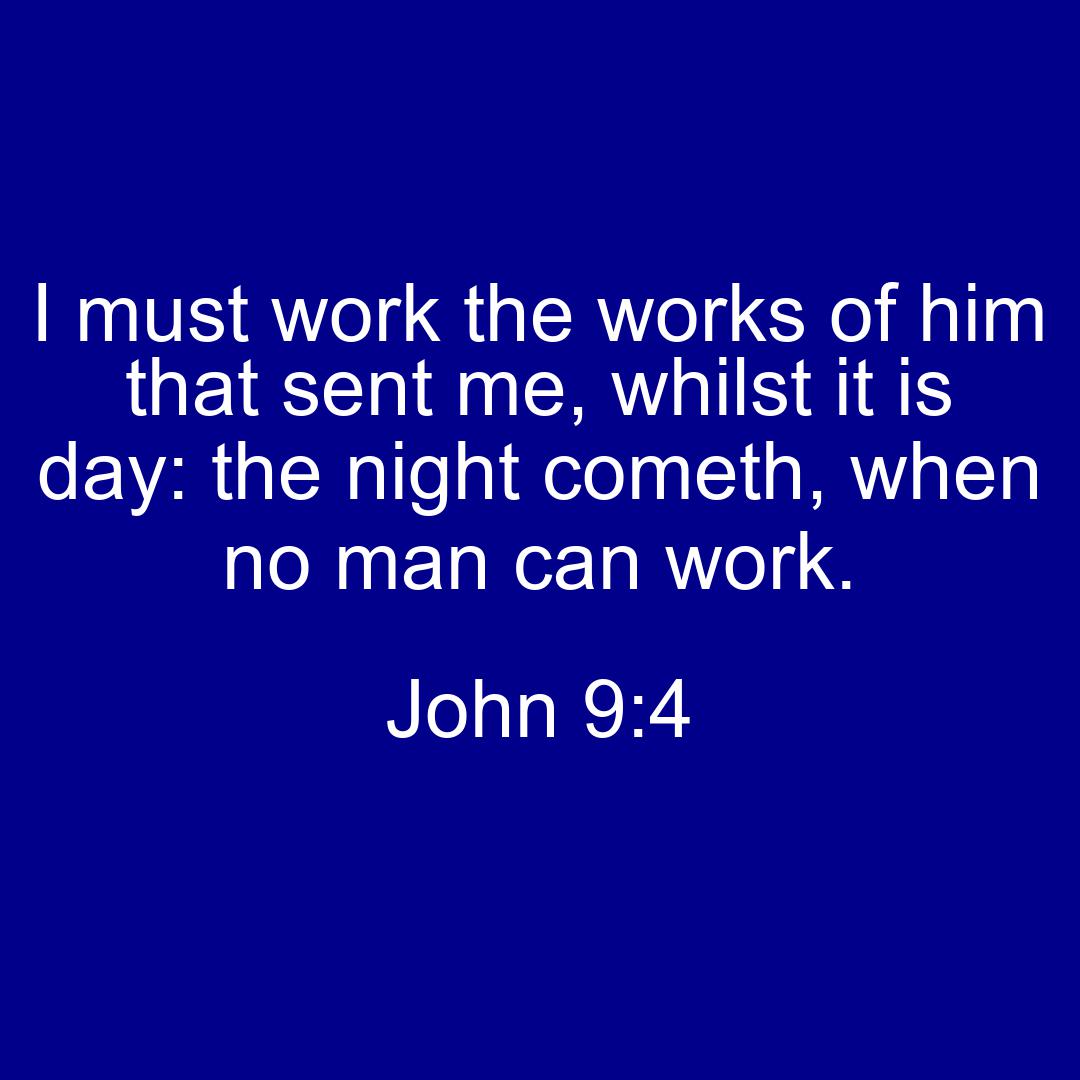 I must work the works of him
that sent me, whilst it is
day: the night cometh, when
no man can work.
John 9:4